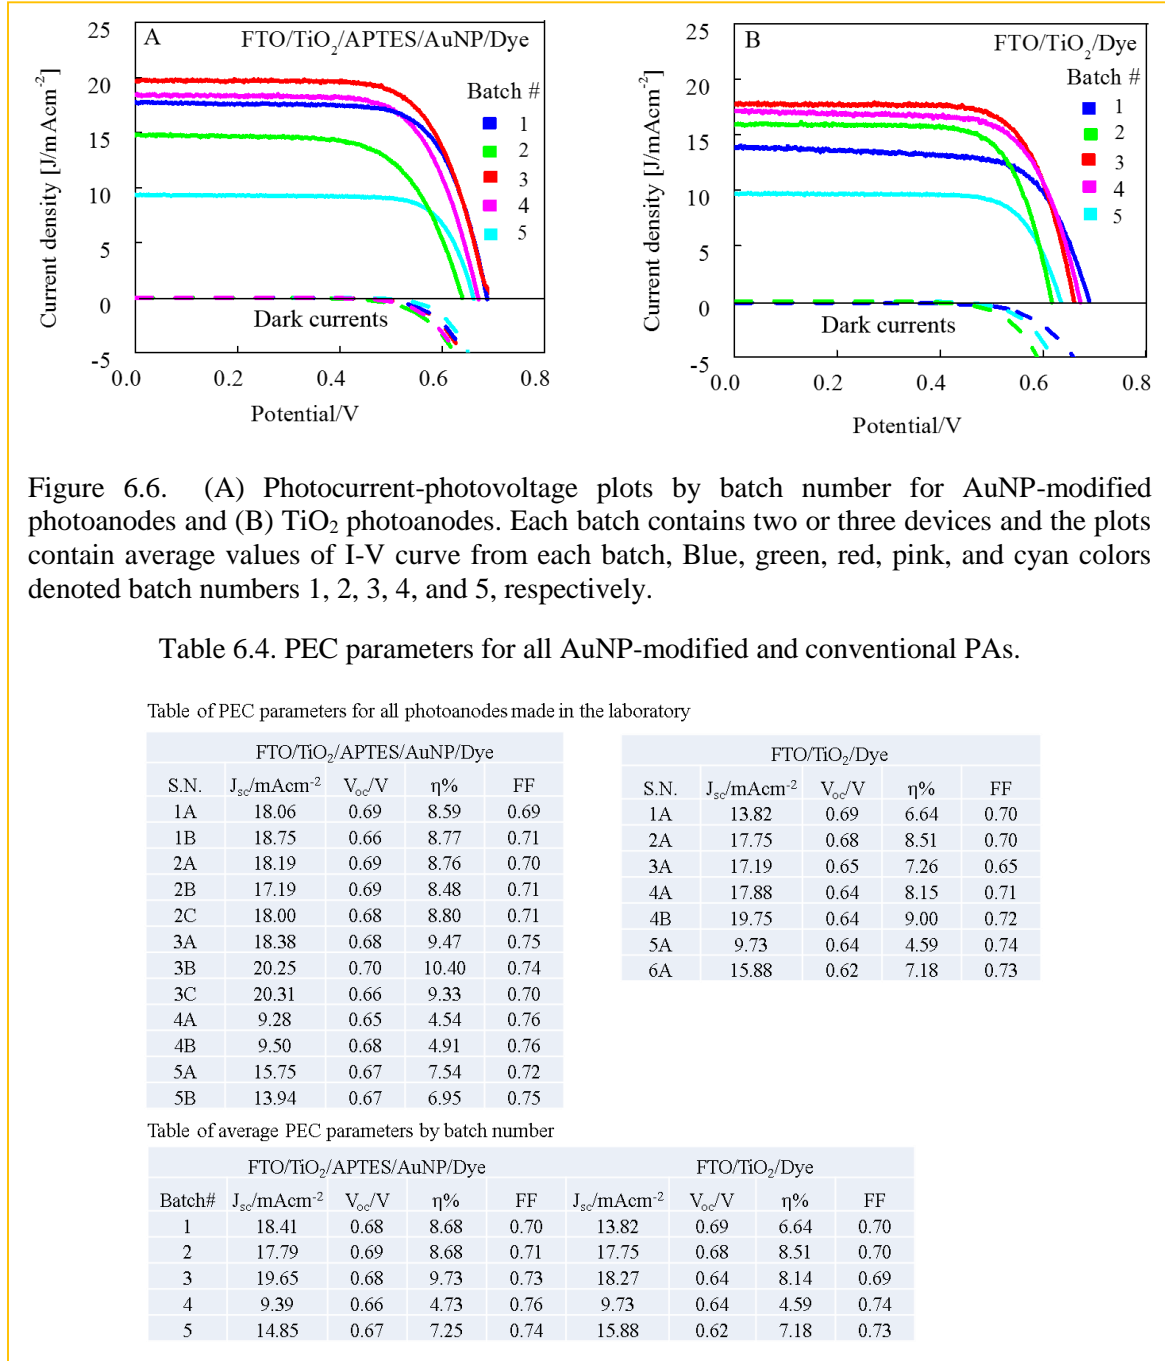 A FTO/TiO₂/APTES/AuNP/Dye
Batch #
1
2
3
4
5
25
20
15
10
5
0
-5
Current density [J/mAcm⁻²]
Dark currents
0.0 0.2 0.4 0.6 0.8
Potential/V
B FTO/TiO₂/Dye
Batch #
1
2
3
4
5
25
20
15
10
5
0
-5
Current density [J/mAcm⁻²]
Dark currents
0.0 0.2 0.4 0.6 0.8
Potential/V
Figure 6.6. (A) Photocurrent-photovoltage plots by batch number for AuNP-modified
photoanodes and (B) TiO₂ photoanodes. Each batch contains two or three devices and the plots
contain average values of I-V curve from each batch, Blue, green, red, pink, and cyan colors
denoted batch numbers 1, 2, 3, 4, and 5, respectively.
Table 6.4. PEC parameters for all AuNP-modified and conventional PAs.
Table of PEC parameters for all photoanodes made in the laboratory
FTO/TiO₂/APTES/AuNP/Dye
S.N. Jsc/mAcm⁻² Voc/V η% FF
1A 18.06 0.69 8.59 0.69
1B 18.75 0.66 8.77 0.71
2A 18.19 0.69 8.76 0.70
2B 17.19 0.69 8.48 0.71
2C 18.00 0.68 8.80 0.71
3A 18.38 0.68 9.47 0.75
3B 20.25 0.70 10.40 0.74
3C 20.31 0.66 9.33 0.70
4A 9.28 0.65 4.54 0.76
4B 9.50 0.68 4.91 0.76
5A 15.75 0.67 7.54 0.72
5B 13.94 0.67 6.95 0.75
FTO/TiO₂/Dye
S.N. Jsc/mAcm⁻² Voc/V η% FF
1A 13.82 0.69 6.64 0.70
2A 17.75 0.68 8.51 0.70
3A 17.19 0.65 7.26 0.65
4A 17.88 0.64 8.15 0.71
4B 19.75 0.64 9.00 0.72
5A 9.73 0.64 4.59 0.74
6A 15.88 0.62 7.18 0.73
Table of average PEC parameters by batch number
FTO/TiO₂/APTES/AuNP/Dye FTO/TiO₂/Dye
Batch# Jsc/mAcm⁻² Voc/V η% FF Jsc/mAcm⁻² Voc/V η% FF
1 18.41 0.68 8.68 0.70 13.82 0.69 6.64 0.70
2 17.79 0.69 8.68 0.71 17.75 0.68 8.51 0.70
3 19.65 0.68 9.73 0.73 18.27 0.64 8.14 0.69
4 9.39 0.66 4.73 0.76 9.73 0.64 4.59 0.74
5 14.85 0.67 7.25 0.74 15.88 0.62 7.18 0.73